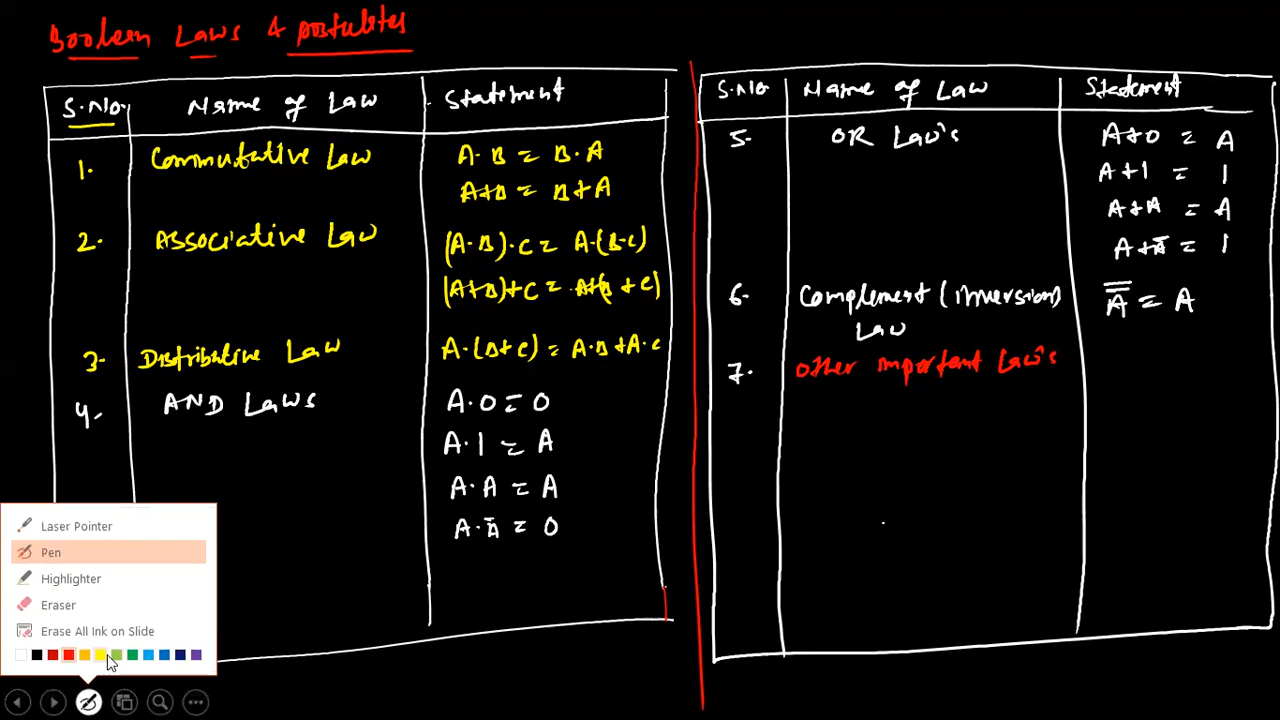 Boolean Laws & postulates
S.No. Name of Law Statement
1. Commutative Law A·B = B·A
A+B = B+A
2. Associative Law (A·B)·C = A·(B·C)
(A+B)+C = A+(B+C)
3. Distributive Law A·(B+C) = A·B+A·C
4. AND Laws A·0 = 0
A·1 = A
A·A = A
A·Ā = 0
S.No Name of Law Statement
5. OR Law's A+0 = A
A+1 = 1
A+A = A
A+Ā = 1
6. Complement (inversion) Law A̿ = A
7. Other important Law's
Laser Pointer
Pen
Highlighter
Eraser
Erase All Ink on Slide